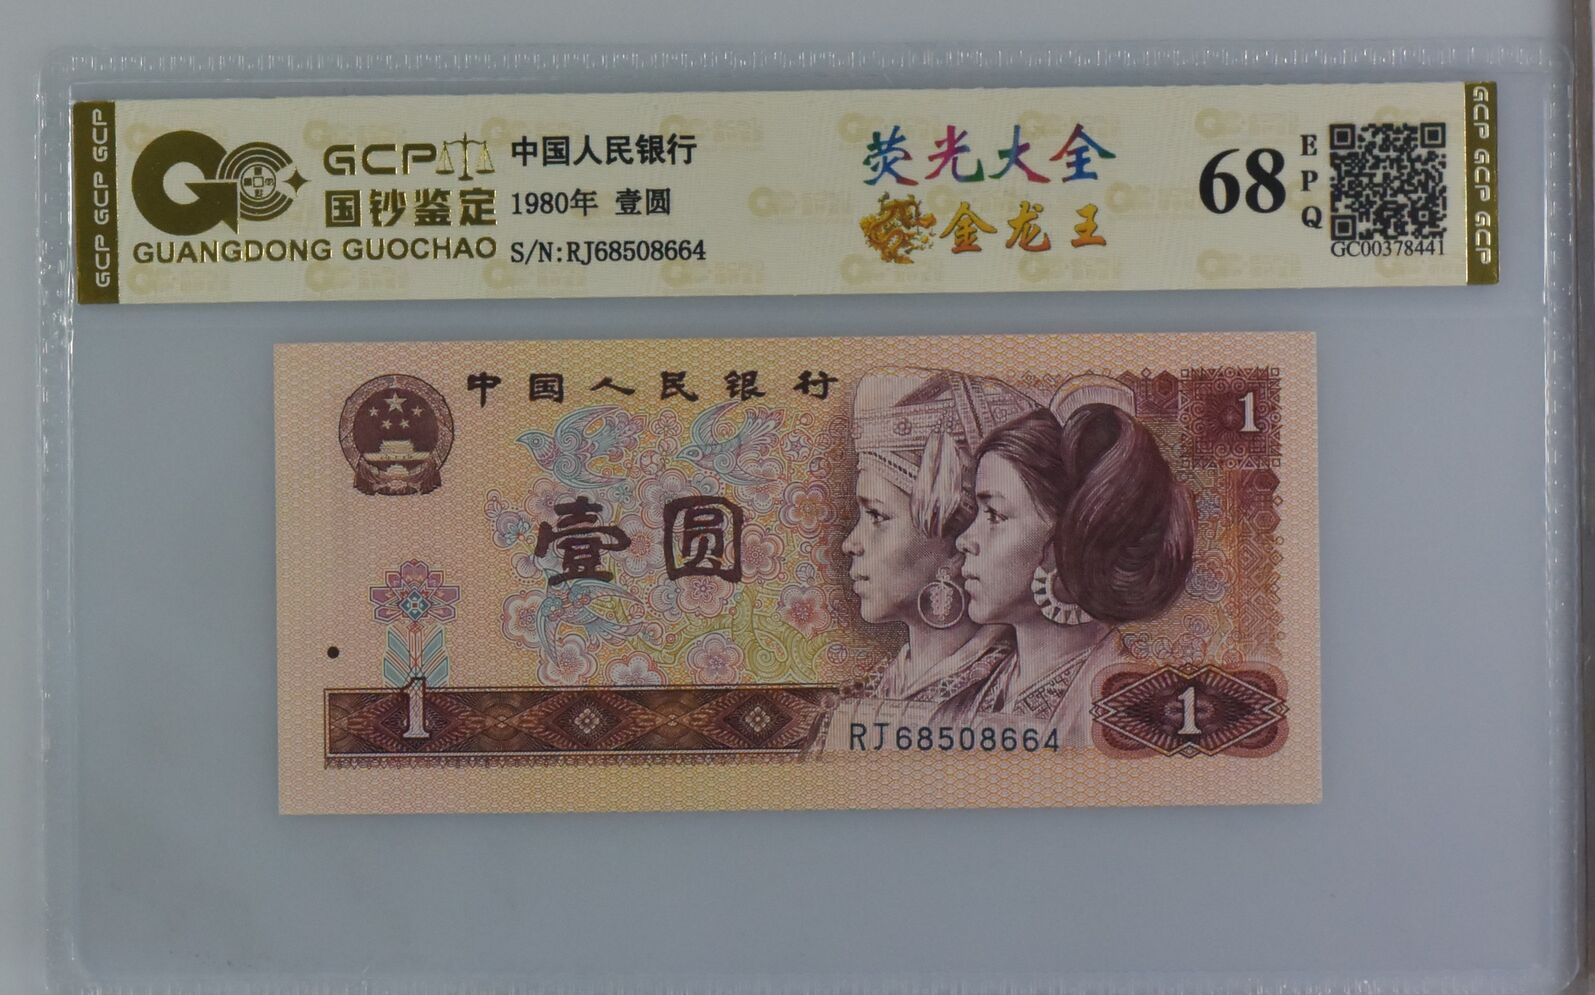 GCP GCP GCP
GCP
国钞鉴定
GUANGDONG GUOCHAO
中国人民银行
1980年 壹圆
S/N:RJ68508664
荧光大全
金龙王
68
EPQ
GC00378441
GCP GCP GCP
中国人民银行
1
壹圆
1
1
RJ68508664